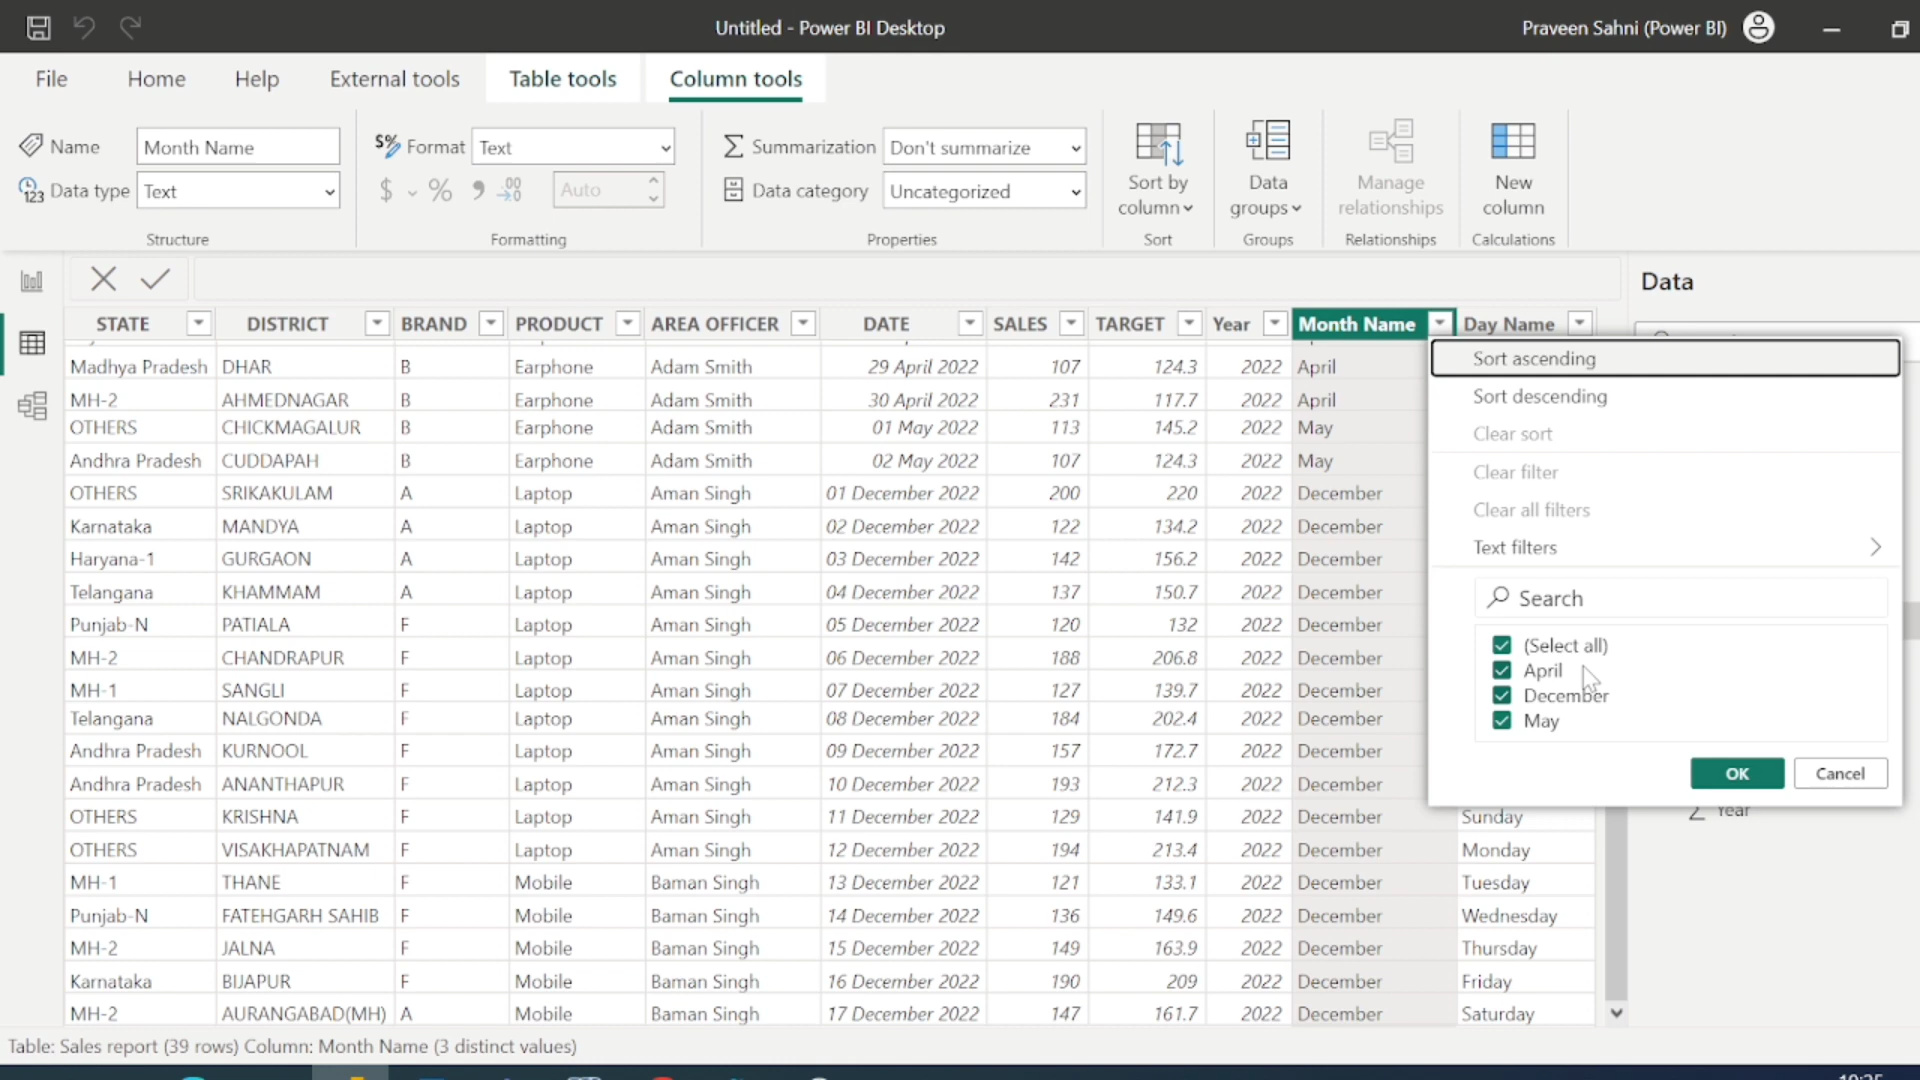 Untitled - Power BI Desktop
Praveen Sahni (Power BI)
File Home Help External tools Table tools Column tools
Name Month Name $% Format Text Summarization Don't summarize
Data type Text $ % 9 .00 Auto Data category Uncategorized
Sort by column
Data groups
Manage relationships
New column
Structure Formatting Properties Sort Groups Relationships Calculations
Data
STATE DISTRICT BRAND PRODUCT AREA OFFICER DATE SALES TARGET Year Month Name Day Name
Madhya Pradesh DHAR B Earphone Adam Smith 29 April 2022 107 124.3 2022 April
MH-2 AHMEDNAGAR B Earphone Adam Smith 30 April 2022 231 117.7 2022 April
OTHERS CHICKMAGALUR B Earphone Adam Smith 01 May 2022 113 145.2 2022 May
Andhra Pradesh CUDDAPAH B Earphone Adam Smith 02 May 2022 107 124.3 2022 May
OTHERS SRIKAKULAM A Laptop Aman Singh 01 December 2022 200 220 2022 December
Karnataka MANDYA A Laptop Aman Singh 02 December 2022 122 134.2 2022 December
Haryana-1 GURGAON A Laptop Aman Singh 03 December 2022 142 156.2 2022 December
Telangana KHAMMAM A Laptop Aman Singh 04 December 2022 137 150.7 2022 December
Punjab-N PATIALA F Laptop Aman Singh 05 December 2022 120 132 2022 December
MH-2 CHANDRAPUR F Laptop Aman Singh 06 December 2022 188 206.8 2022 December
MH-1 SANGLI F Laptop Aman Singh 07 December 2022 127 139.7 2022 December
Telangana NALGONDA F Laptop Aman Singh 08 December 2022 184 202.4 2022 December
Andhra Pradesh KURNOOL F Laptop Aman Singh 09 December 2022 157 172.7 2022 December
Andhra Pradesh ANANTHAPUR F Laptop Aman Singh 10 December 2022 193 212.3 2022 December
OTHERS KRISHNA F Laptop Aman Singh 11 December 2022 129 141.9 2022 December Sunday
OTHERS VISAKHAPATNAM F Laptop Aman Singh 12 December 2022 194 213.4 2022 December Monday
MH-1 THANE F Mobile Baman Singh 13 December 2022 121 133.1 2022 December Tuesday
Punjab-N FATEHGARH SAHIB F Mobile Baman Singh 14 December 2022 136 149.6 2022 December Wednesday
MH-2 JALNA F Mobile Baman Singh 15 December 2022 149 163.9 2022 December Thursday
Karnataka BIJAPUR F Mobile Baman Singh 16 December 2022 190 209 2022 December Friday
MH-2 AURANGABAD(MH) A Mobile Baman Singh 17 December 2022 147 161.7 2022 December Saturday
Sort ascending
Sort descending
Clear sort
Clear filter
Clear all filters
Text filters
Search
(Select all)
April
December
May
OK Cancel
Year
Table: Sales report (39 rows) Column: Month Name (3 distinct values)